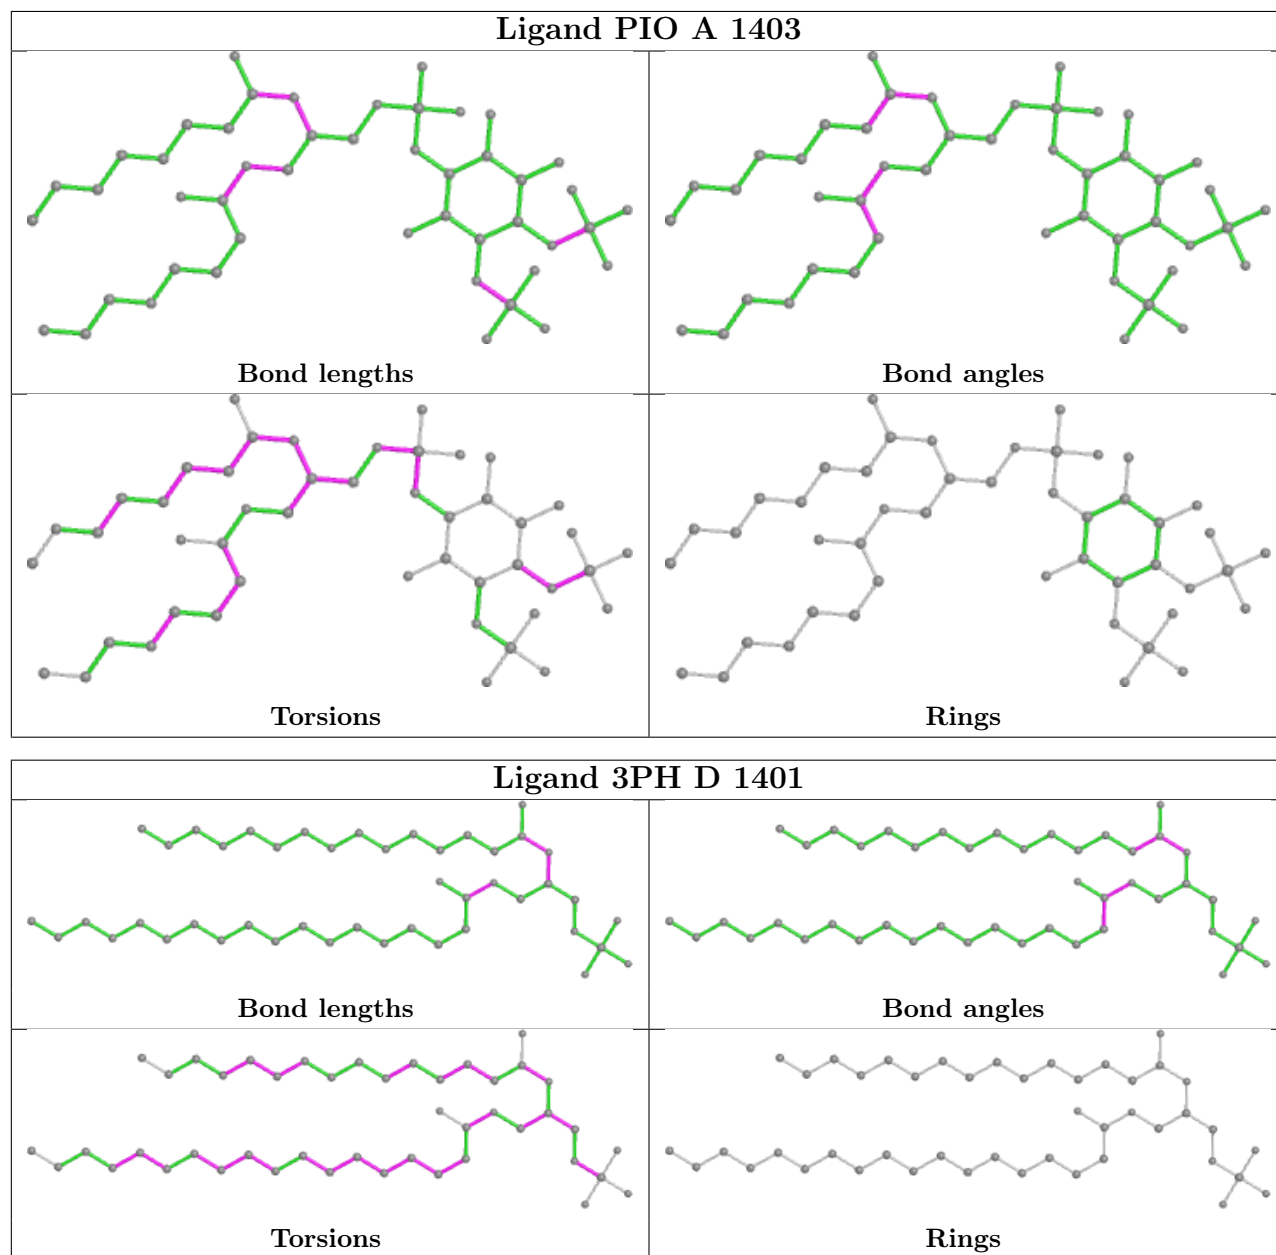 Ligand PIO A 1403
Bond lengths
Bond angles
Torsions
Rings
Ligand 3PH D 1401
Bond lengths
Bond angles
Torsions
Rings